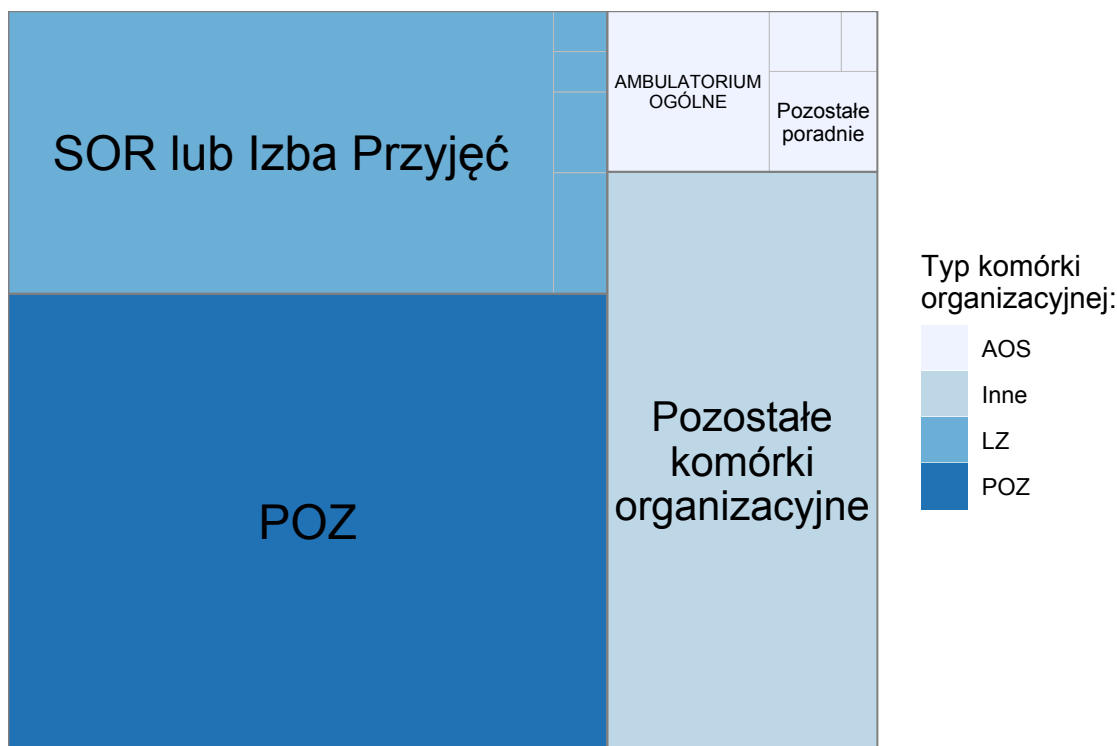 SOR lub Izba Przyjęć
AMBULATORIUM
OGÓLNE
Pozostałe
poradnie
POZ
Pozostałe
komórki
organizacyjne
Typ komórki
organizacyjnej:
AOS
Inne
LZ
POZ